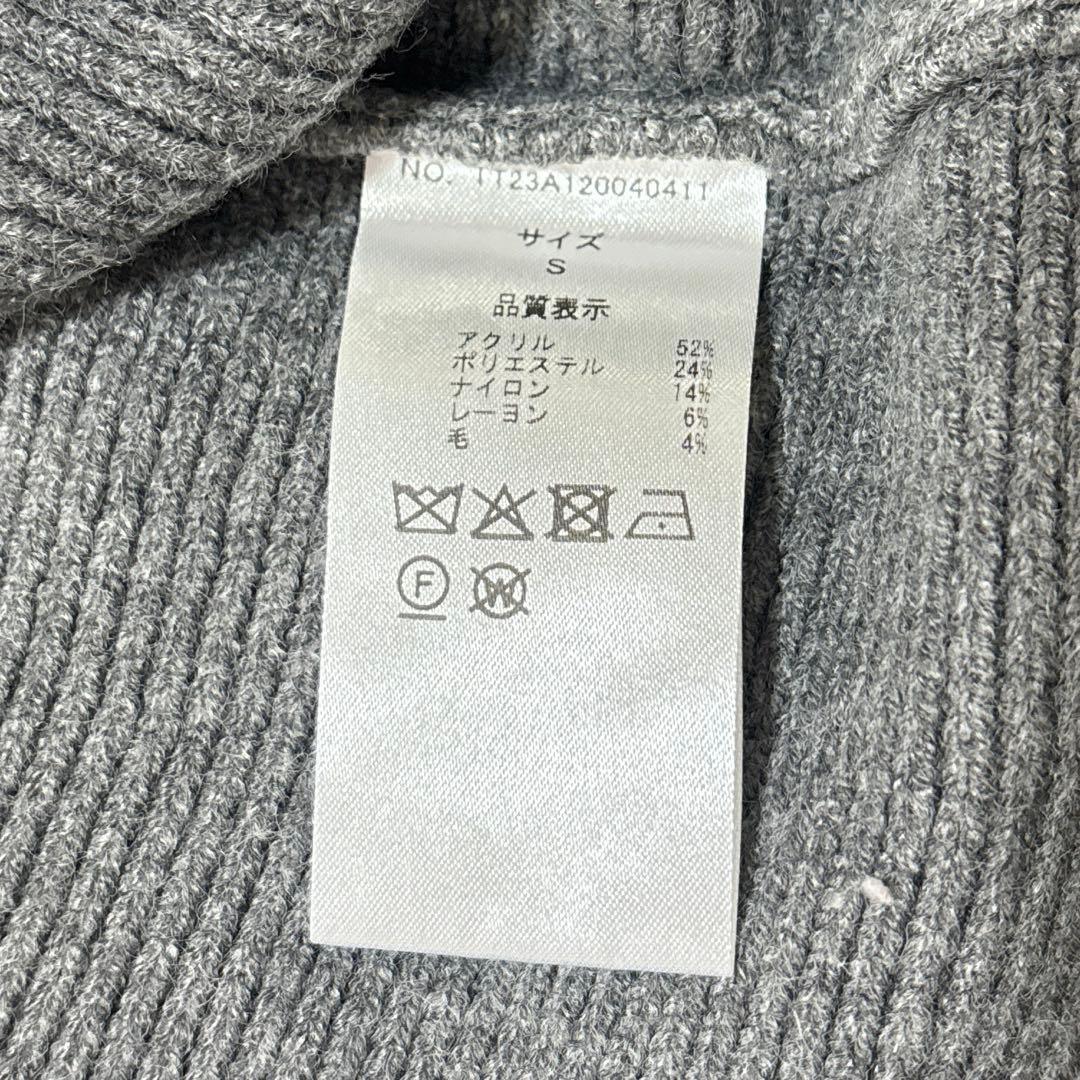 NO. TT23A120040411
サイズ
S
品質表示
アクリル 52%
ポリエステル 24%
ナイロン 14%
レーヨン 6%
毛 4%
F W